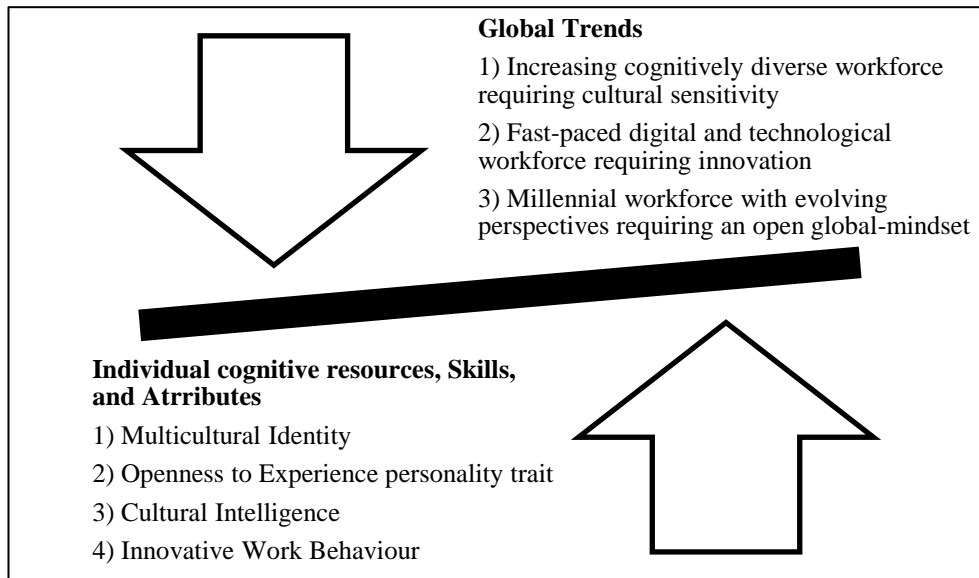 Global Trends
1) Increasing cognitively diverse workforce
requiring cultural sensitivity
2) Fast-paced digital and technological
workforce requiring innovation
3) Millennial workforce with evolving
perspectives requiring an open global-mindset
Individual cognitive resources, Skills,
and Atrributes
1) Multicultural Identity
2) Openness to Experience personality trait
3) Cultural Intelligence
4) Innovative Work Behaviour